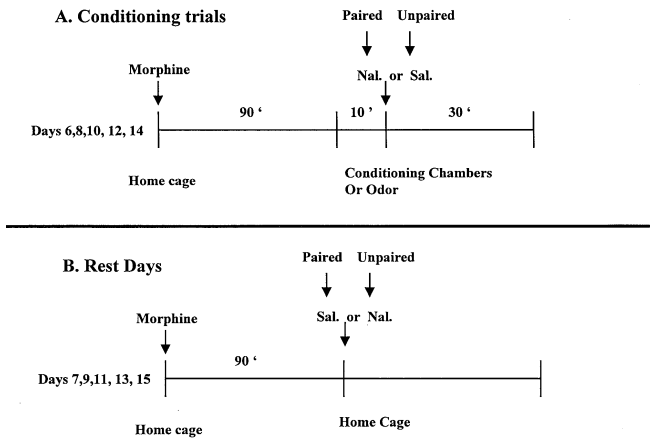 A. Conditioning trials
Paired Unpaired
Nal. or Sal.
Morphine
90 ‘
10 ’
30 ‘
Days 6,8,10, 12, 14
Home cage
Conditioning Chambers
Or Odor
B. Rest Days
Paired Unpaired
Sal. or Nal.
Morphine
90 ‘
Days 7,9,11, 13, 15
Home cage
Home Cage